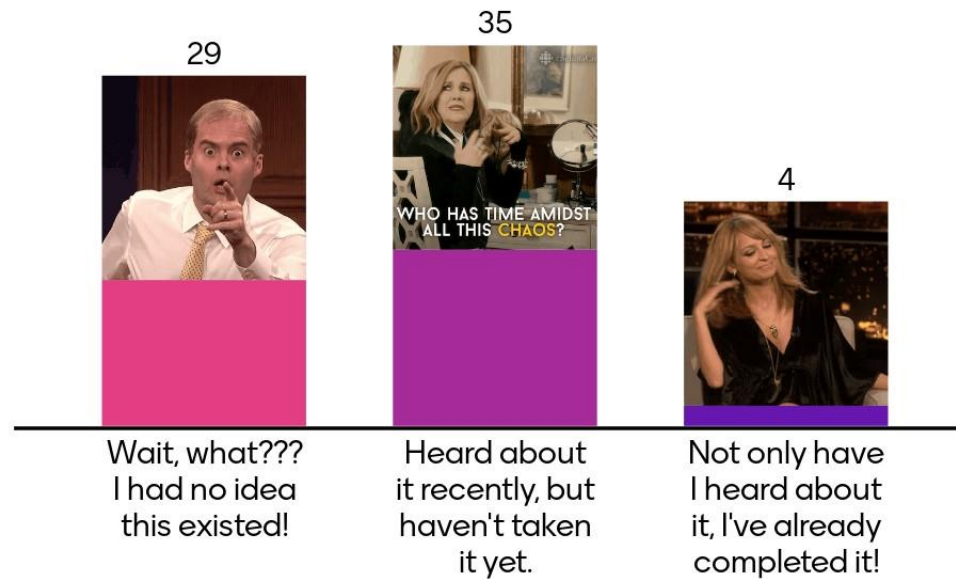 29
35
4
WHO HAS TIME AMIDST
ALL THIS CHAOS?
Wait, what???
I had no idea
this existed!
Heard about
it recently, but
haven't taken
it yet.
Not only have
I heard about
it, I've already
completed it!